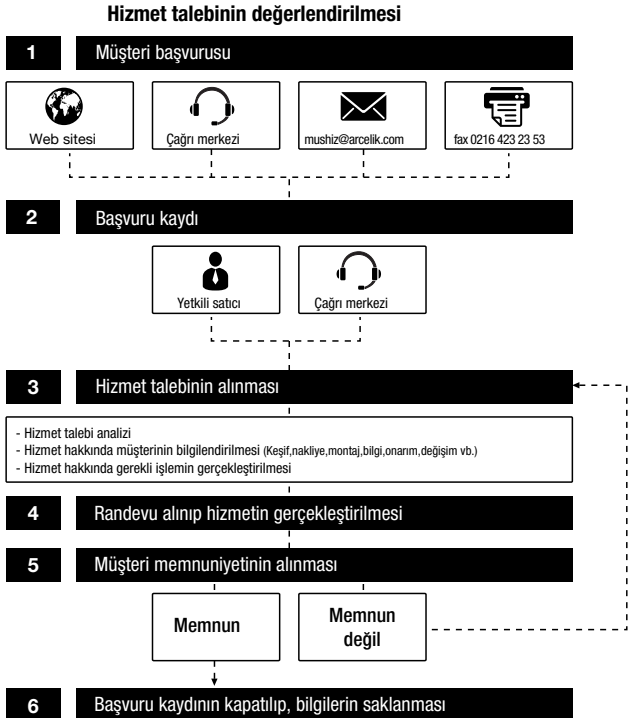 Hizmet talebinin değerlendirilmesi
1 Müşteri başvurusu
Web sitesi
Çağrı merkezi
mushiz@arcelik.com
fax 0216 423 23 53
2 Başvuru kaydı
Yetkili satıcı
Çağrı merkezi
3 Hizmet talebinin alınması
- Hizmet talebi analizi
- Hizmet hakkında müşterinin bilgilendirilmesi (Keşif,nakliye,montaj,bilgi,onarım,değişim vb.)
- Hizmet hakkında gerekli işlemin gerçekleştirilmesi
4 Randevu alınıp hizmetin gerçekleştirilmesi
5 Müşteri memnuniyetinin alınması
Memnun
Memnun
değil
6 Başvuru kaydının kapatılıp, bilgilerin saklanması